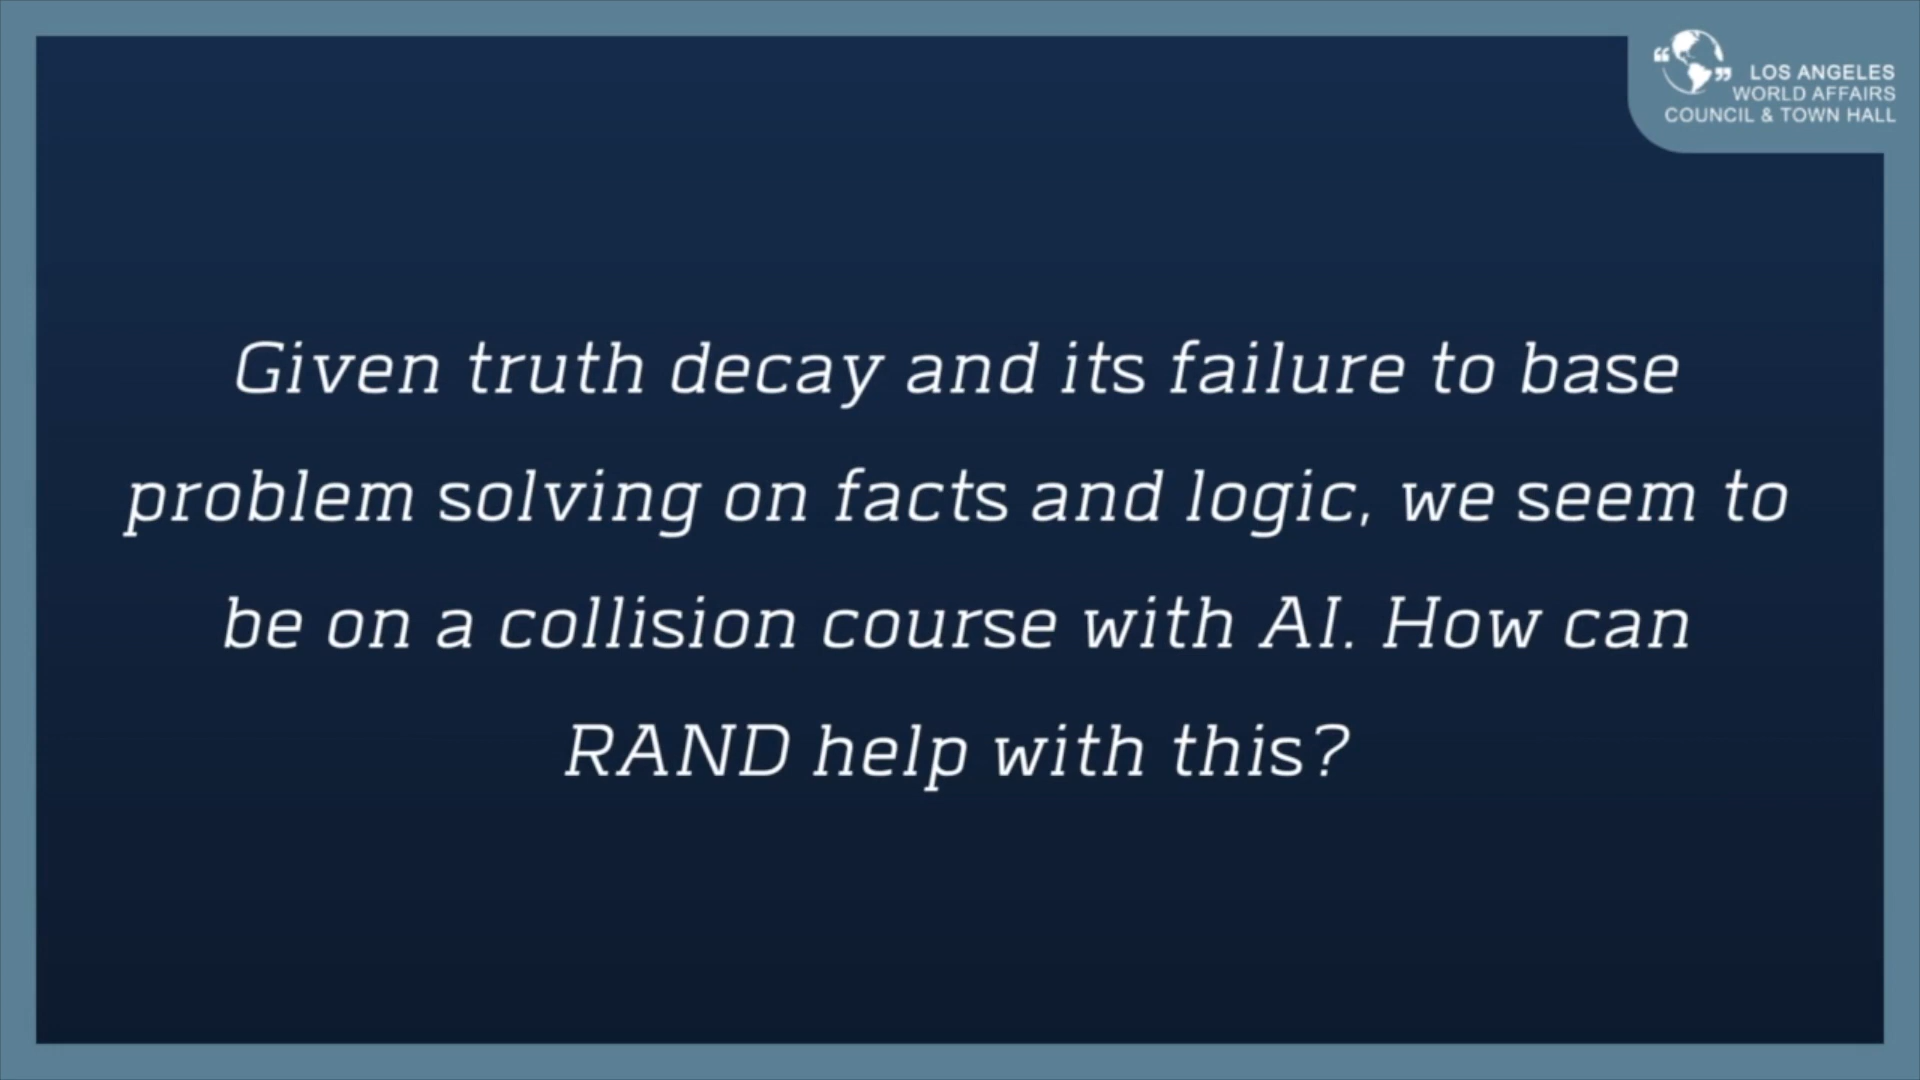 “ ”
LOS ANGELES
WORLD AFFAIRS
COUNCIL & TOWN HALL
Given truth decay and its failure to base
problem solving on facts and logic, we seem to
be on a collision course with AI. How can
RAND help with this?